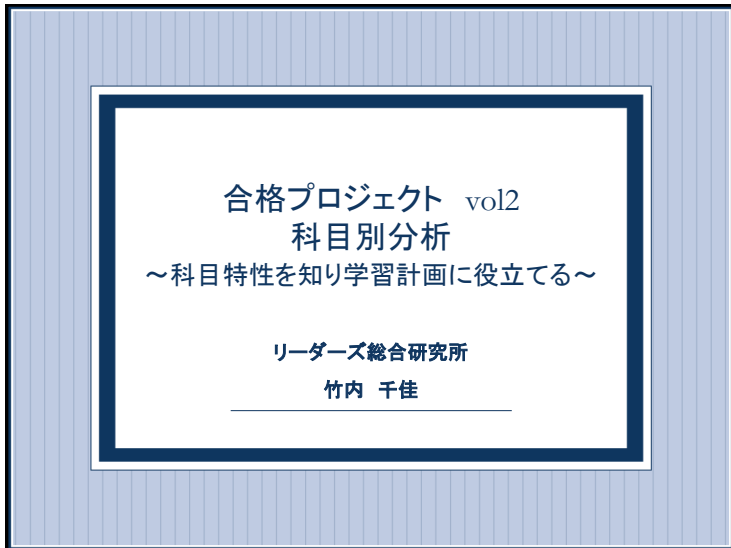 合格プロジェクト　vol2
科目別分析
～科目特性を知り学習計画に役立てる～
リーダーズ総合研究所
竹内　千佳